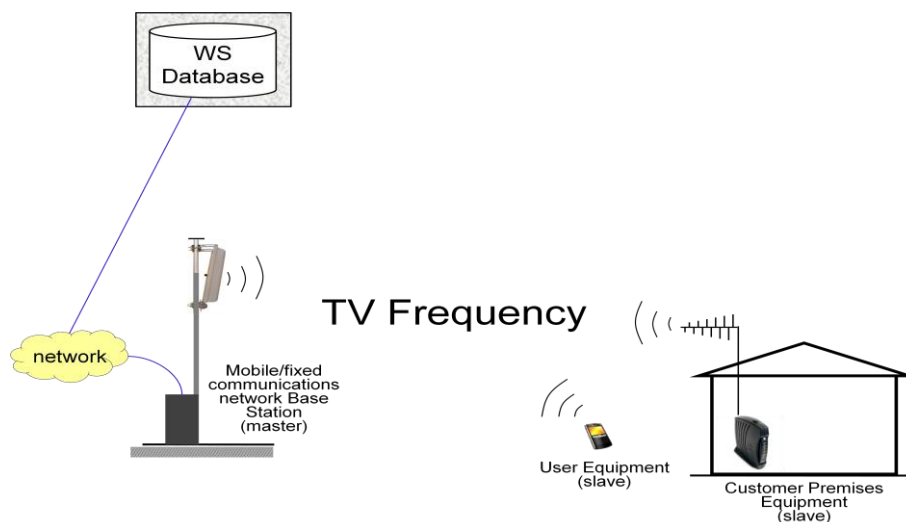 WS
Database
TV Frequency
network
Mobile/fixed
communications
network Base
Station
(master)
User Equipment
(slave)
Customer Premises
Equipment
(slave)